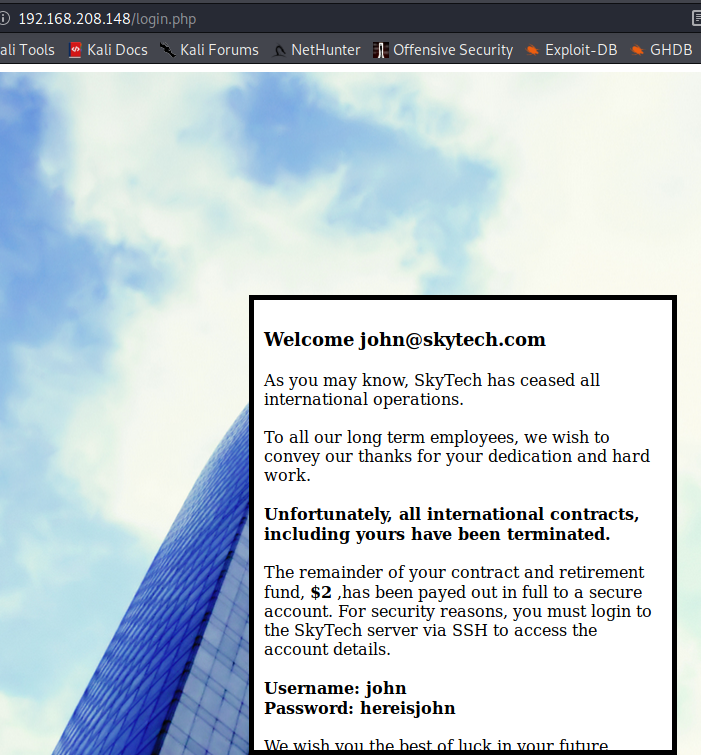 192.168.208.148/login.php
ali Tools Kali Docs Kali Forums NetHunter Offensive Security Exploit-DB GHDB
Welcome john@skytech.com
As you may know, SkyTech has ceased all
international operations.
To all our long term employees, we wish to
convey our thanks for your dedication and hard
work.
Unfortunately, all international contracts,
including yours have been terminated.
The remainder of your contract and retirement
fund, $2 ,has been payed out in full to a secure
account. For security reasons, you must login to
the SkyTech server via SSH to access the
account details.
Username: john
Password: hereisjohn
We wish you the best of luck in your future